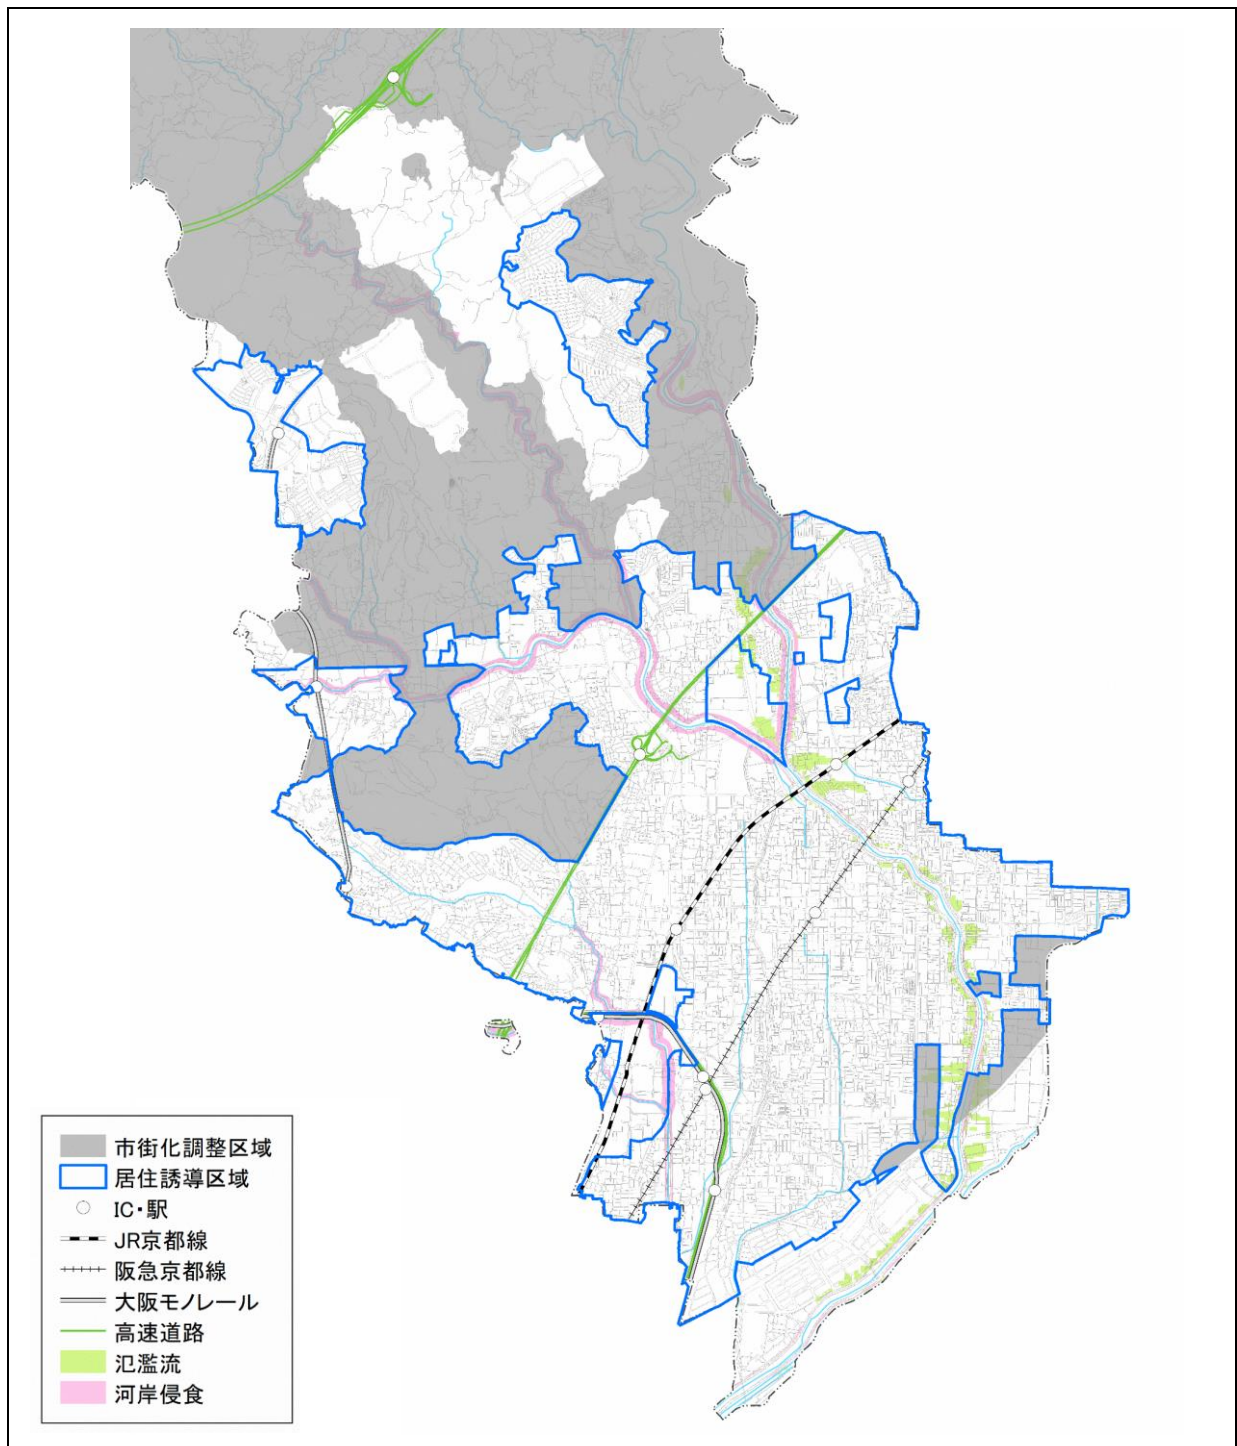 市街化調整区域
居住誘導区域
IC・駅
JR京都線
阪急京都線
大阪モノレール
高速道路
氾濫流
河岸侵食